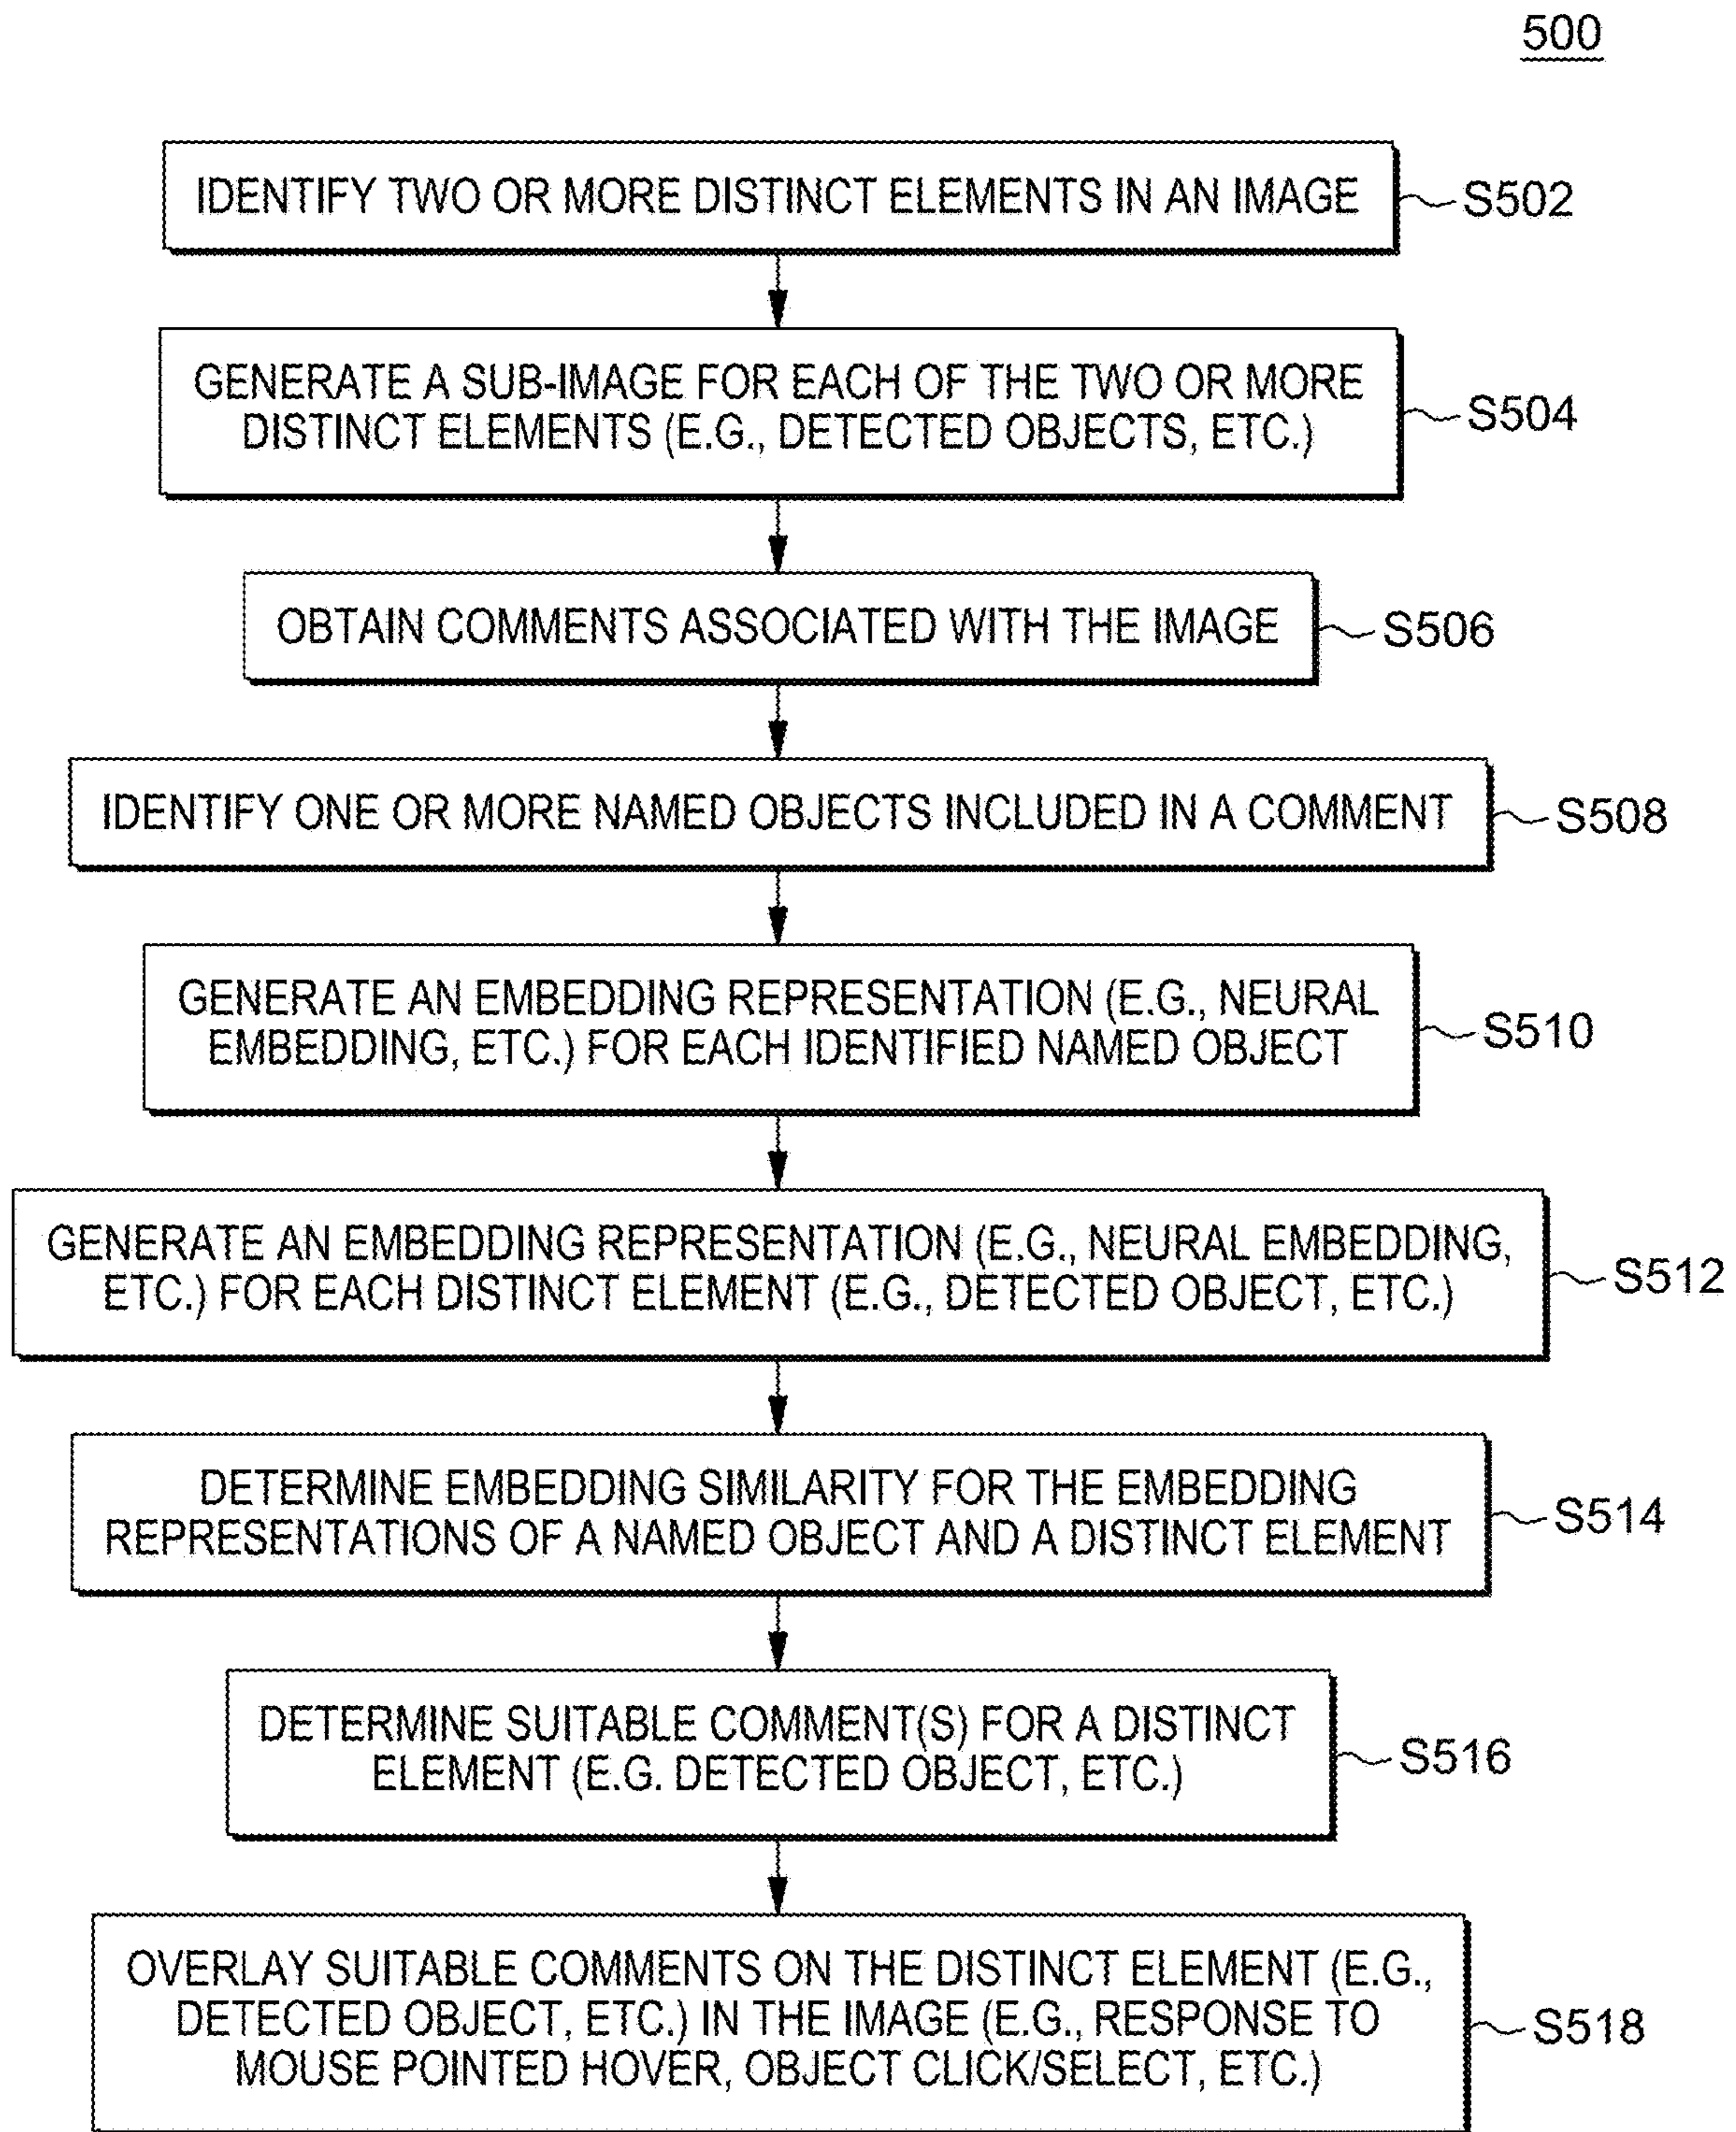 500
IDENTIFY TWO OR MORE DISTINCT ELEMENTS IN AN IMAGE
S502
GENERATE A SUB-IMAGE FOR EACH OF THE TWO OR MORE
DISTINCT ELEMENTS (E.G., DETECTED OBJECTS, ETC.)
S504
OBTAIN COMMENTS ASSOCIATED WITH THE IMAGE
S506
IDENTIFY ONE OR MORE NAMED OBJECTS INCLUDED IN A COMMENT
S508
GENERATE AN EMBEDDING REPRESENTATION (E.G., NEURAL
EMBEDDING, ETC.) FOR EACH IDENTIFIED NAMED OBJECT
S510
GENERATE AN EMBEDDING REPRESENTATION (E.G., NEURAL EMBEDDING,
ETC.) FOR EACH DISTINCT ELEMENT (E.G., DETECTED OBJECT, ETC.)
S512
DETERMINE EMBEDDING SIMILARITY FOR THE EMBEDDING
REPRESENTATIONS OF A NAMED OBJECT AND A DISTINCT ELEMENT
S514
DETERMINE SUITABLE COMMENT(S) FOR A DISTINCT
ELEMENT (E.G. DETECTED OBJECT, ETC.)
S516
OVERLAY SUITABLE COMMENTS ON THE DISTINCT ELEMENT (E.G.,
DETECTED OBJECT, ETC.) IN THE IMAGE (E.G., RESPONSE TO
MOUSE POINTED HOVER, OBJECT CLICK/SELECT, ETC.)
S518